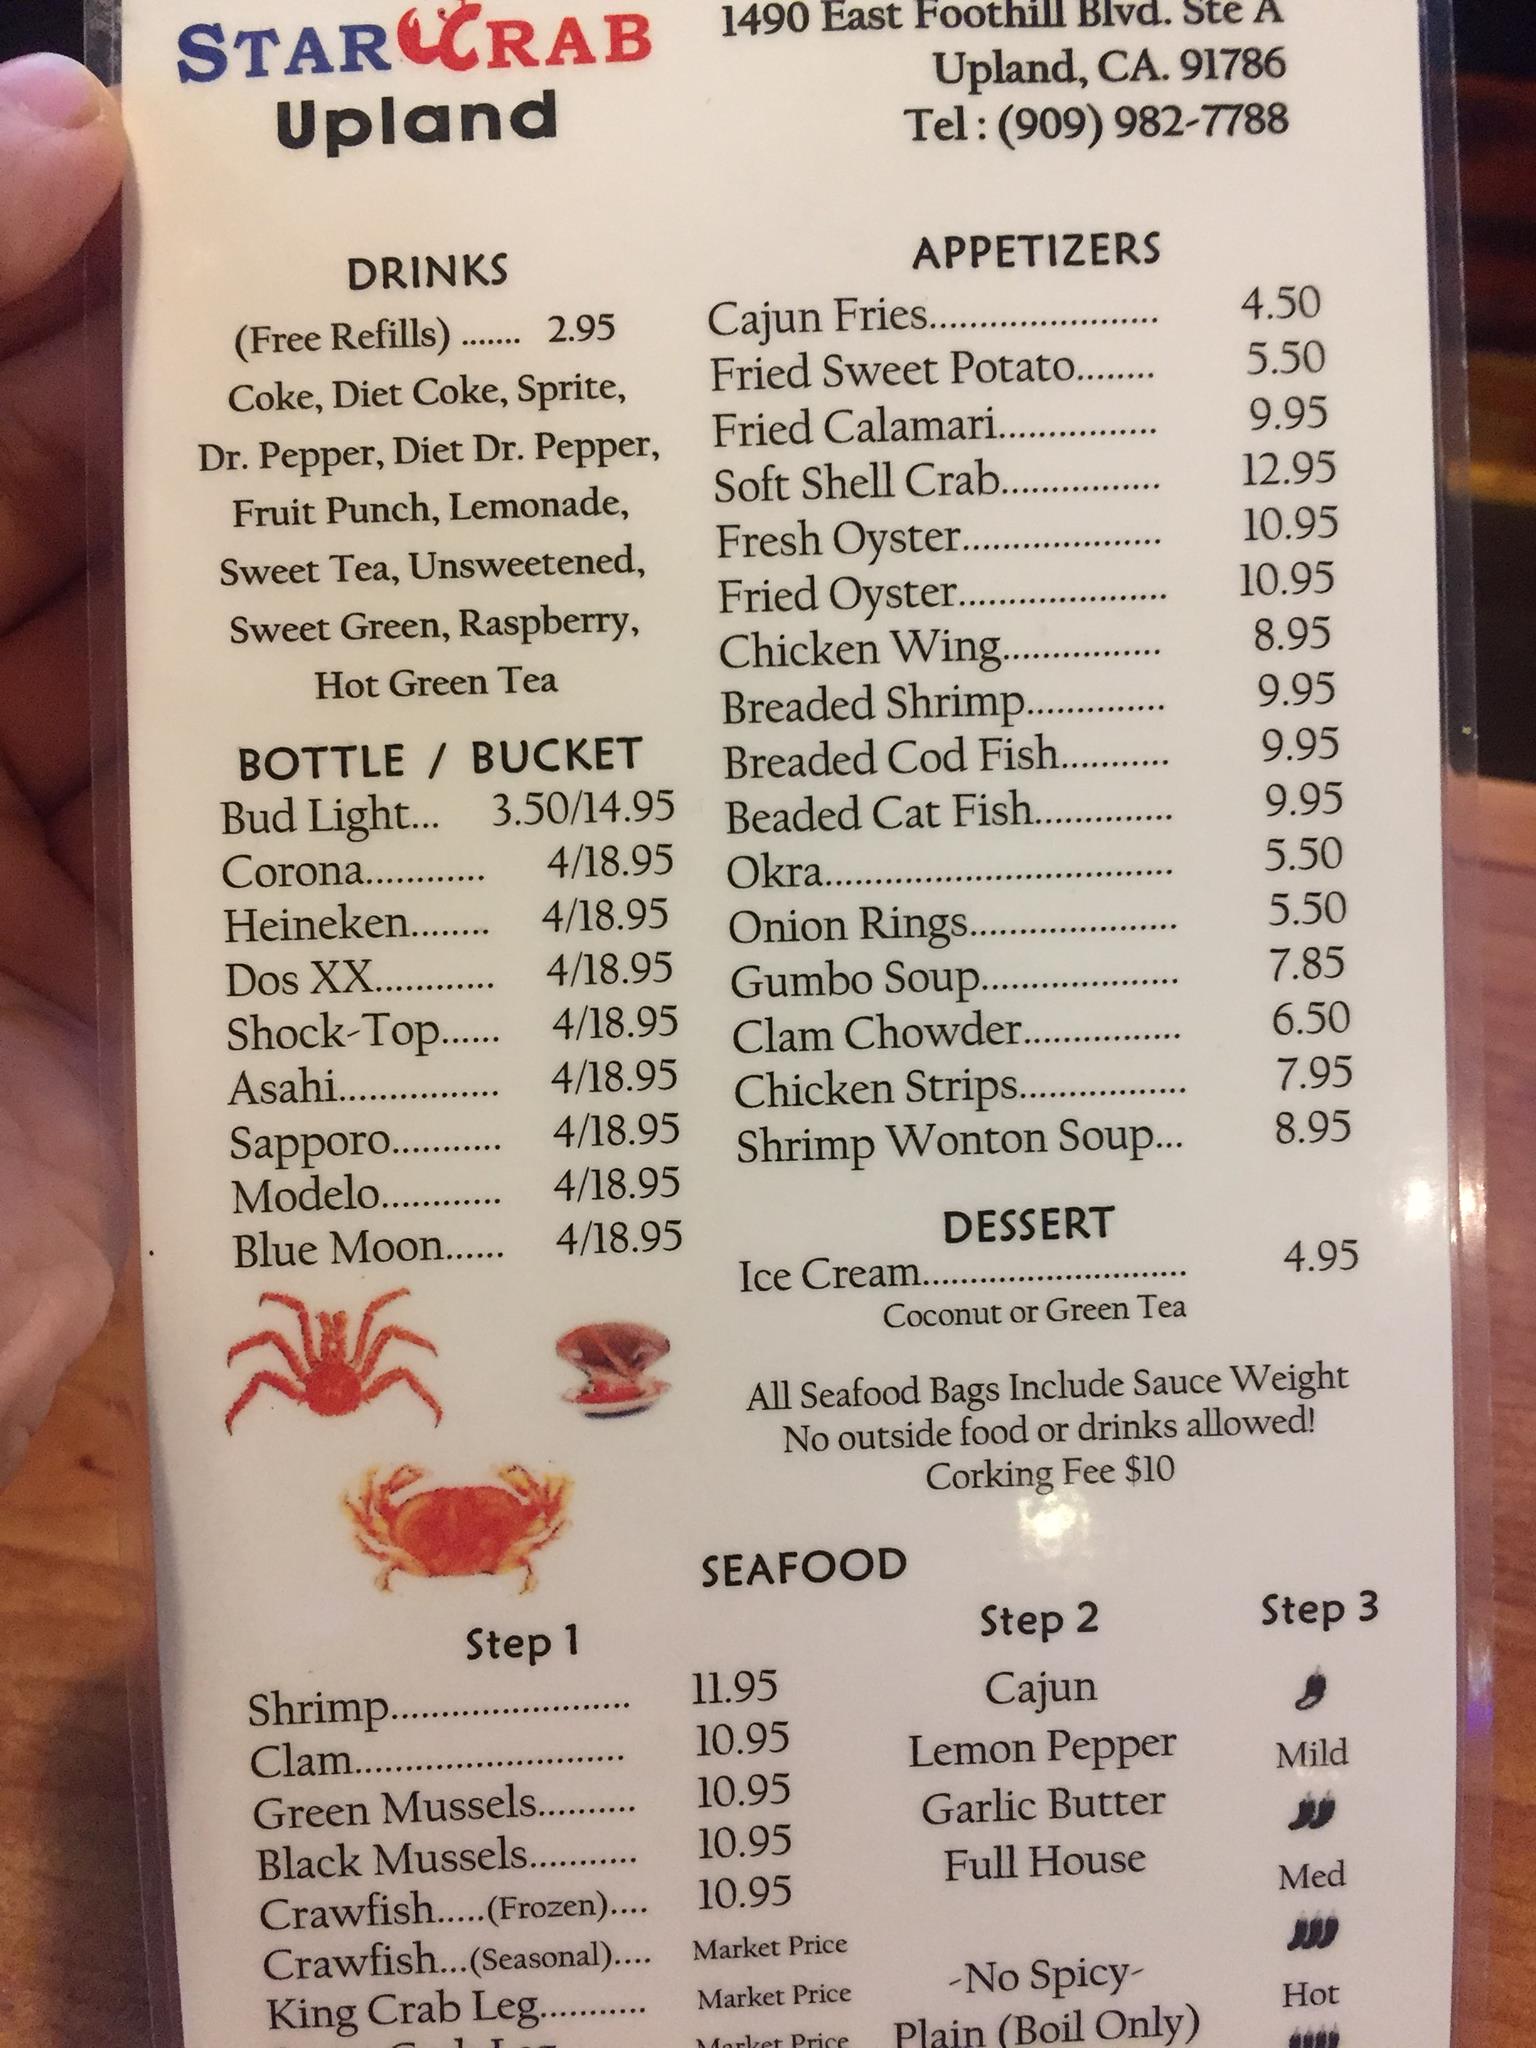 STAR CRAB
Upland
1490 East Foothill Blvd. Ste A
Upland, CA. 91786
Tel : (909) 982-7788
DRINKS
(Free Refills) ....... 2.95
Coke, Diet Coke, Sprite,
Dr. Pepper, Diet Dr. Pepper,
Fruit Punch, Lemonade,
Sweet Tea, Unsweetened,
Sweet Green, Raspberry,
Hot Green Tea
BOTTLE / BUCKET
Bud Light... 3.50/14.95
Corona............ 4/18.95
Heineken........ 4/18.95
Dos XX............ 4/18.95
Shock-Top...... 4/18.95
Asahi................ 4/18.95
Sapporo........... 4/18.95
Modelo............ 4/18.95
Blue Moon...... 4/18.95
APPETIZERS
Cajun Fries....................... 4.50
Fried Sweet Potato........ 5.50
Fried Calamari................ 9.95
Soft Shell Crab................ 12.95
Fresh Oyster.................... 10.95
Fried Oyster..................... 10.95
Chicken Wing................ 8.95
Breaded Shrimp.............. 9.95
Breaded Cod Fish........... 9.95
Beaded Cat Fish.............. 9.95
Okra................................... 5.50
Onion Rings..................... 5.50
Gumbo Soup.................... 7.85
Clam Chowder................ 6.50
Chicken Strips................. 7.95
Shrimp Wonton Soup... 8.95
DESSERT
Ice Cream........................... 4.95
Coconut or Green Tea
All Seafood Bags Include Sauce Weight
No outside food or drinks allowed!
Corking Fee $10
SEAFOOD
Step 1
Shrimp........................ 11.95
Clam........................... 10.95
Green Mussels.......... 10.95
Black Mussels........... 10.95
Crawfish.....(Frozen).... 10.95
Crawfish...(Seasonal).... Market Price
King Crab Leg........... Market Price
Crab Leg Market Price
Step 2
Cajun
Lemon Pepper
Garlic Butter
Full House
-No Spicy-
Plain (Boil Only)
Step 3
Mild
Med
Hot